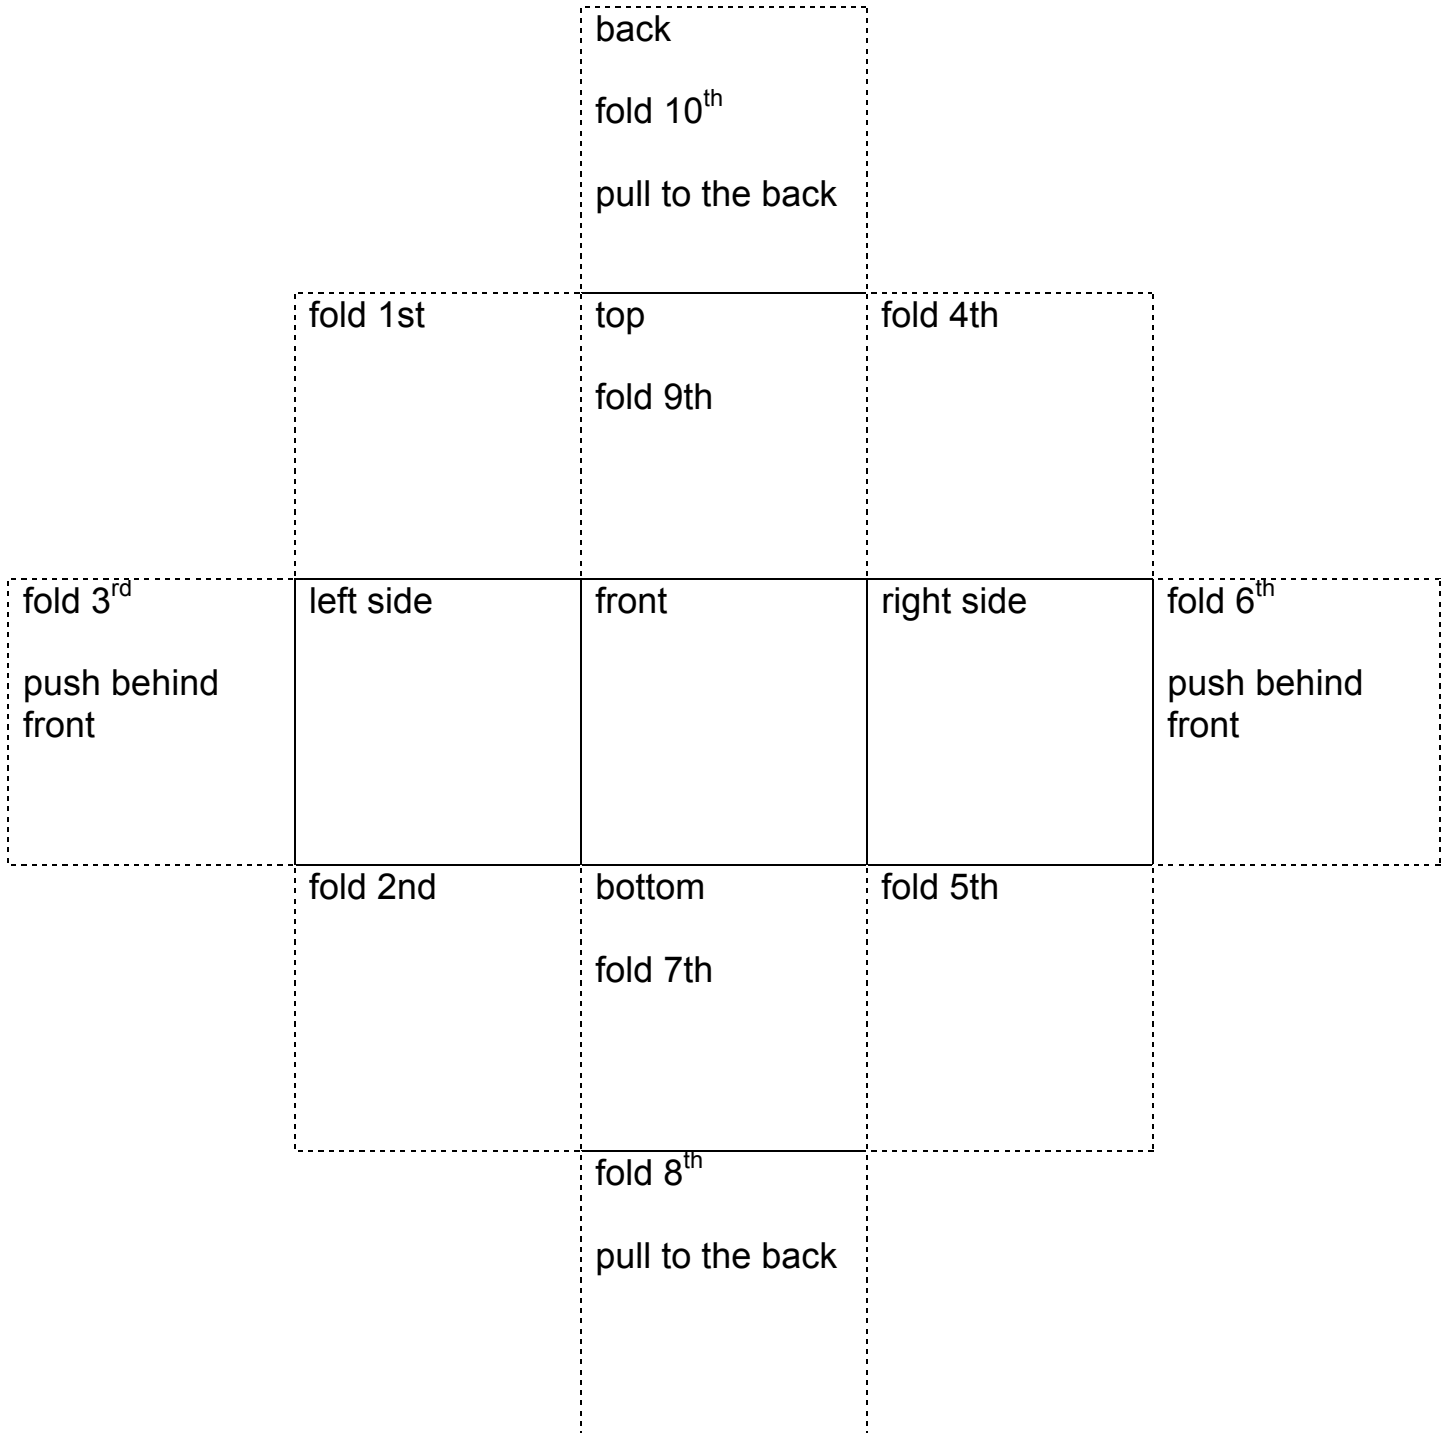 back
fold 10th
pull to the back
fold 1st
top
fold 9th
fold 4th
fold 3rd
push behind
front
left side
front
right side
fold 6th
push behind
front
fold 2nd
bottom
fold 7th
fold 5th
fold 8th
pull to the back